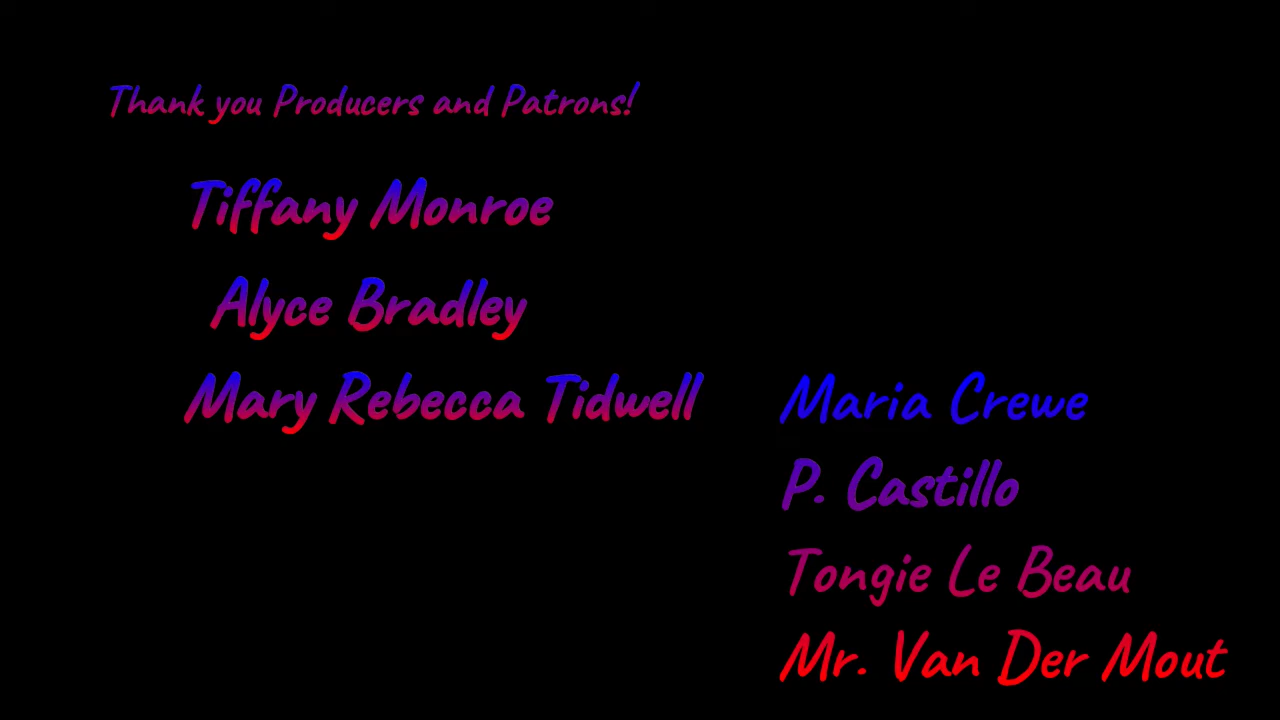 Thank you Producers and Patrons!
Tiffany Monroe
Alyce Bradley
Mary Rebecca Tidwell
Maria Crewe
P. Castillo
Tongie Le Beau
Mr. Van Der Mout